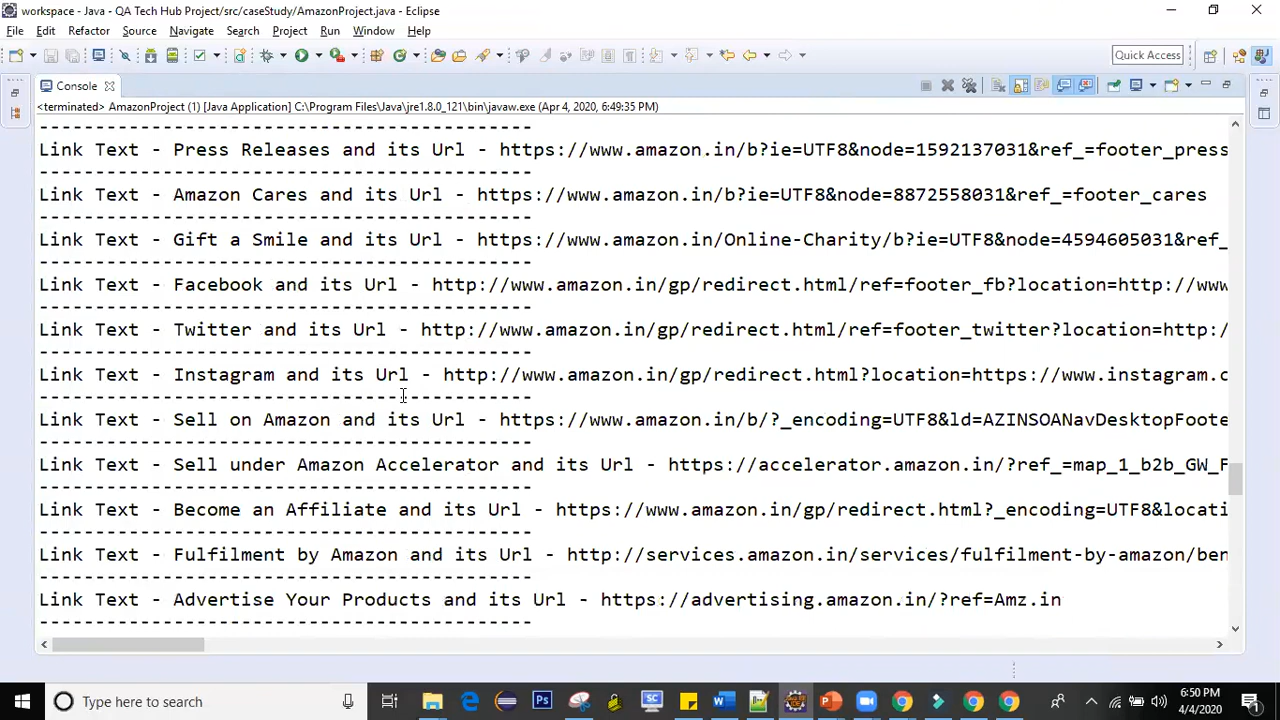 workspace - Java - QA Tech Hub Project/src/caseStudy/AmazonProject.java - Eclipse
File Edit Refactor Source Navigate Search Project Run Window Help
Quick Access
Console
<terminated> AmazonProject (1) [Java Application] C:\Program Files\Java\jre1.8.0_121\bin\javaw.exe (Apr 4, 2020, 6:49:35 PM)
--------------------------------------------
Link Text - Press Releases and its Url - https://www.amazon.in/b?ie=UTF8&node=1592137031&ref_=footer_press
--------------------------------------------
Link Text - Amazon Cares and its Url - https://www.amazon.in/b?ie=UTF8&node=8872558031&ref_=footer_cares
--------------------------------------------
Link Text - Gift a Smile and its Url - https://www.amazon.in/Online-Charity/b?ie=UTF8&node=4594605031&ref_
--------------------------------------------
Link Text - Facebook and its Url - http://www.amazon.in/gp/redirect.html/ref=footer_fb?location=http://www
--------------------------------------------
Link Text - Twitter and its Url - http://www.amazon.in/gp/redirect.html/ref=footer_twitter?location=http:/
--------------------------------------------
Link Text - Instagram and its Url - http://www.amazon.in/gp/redirect.html?location=https://www.instagram.c
--------------------------------------------
Link Text - Sell on Amazon and its Url - https://www.amazon.in/b/?_encoding=UTF8&ld=AZINSOANavDesktopFoote
--------------------------------------------
Link Text - Sell under Amazon Accelerator and its Url - https://accelerator.amazon.in/?ref_=map_1_b2b_GW_F
--------------------------------------------
Link Text - Become an Affiliate and its Url - https://www.amazon.in/gp/redirect.html?_encoding=UTF8&locati
--------------------------------------------
Link Text - Fulfilment by Amazon and its Url - http://services.amazon.in/services/fulfilment-by-amazon/ben
--------------------------------------------
Link Text - Advertise Your Products and its Url - https://advertising.amazon.in/?ref=Amz.in
--------------------------------------------
Type here to search
6:50 PM
4/4/2020